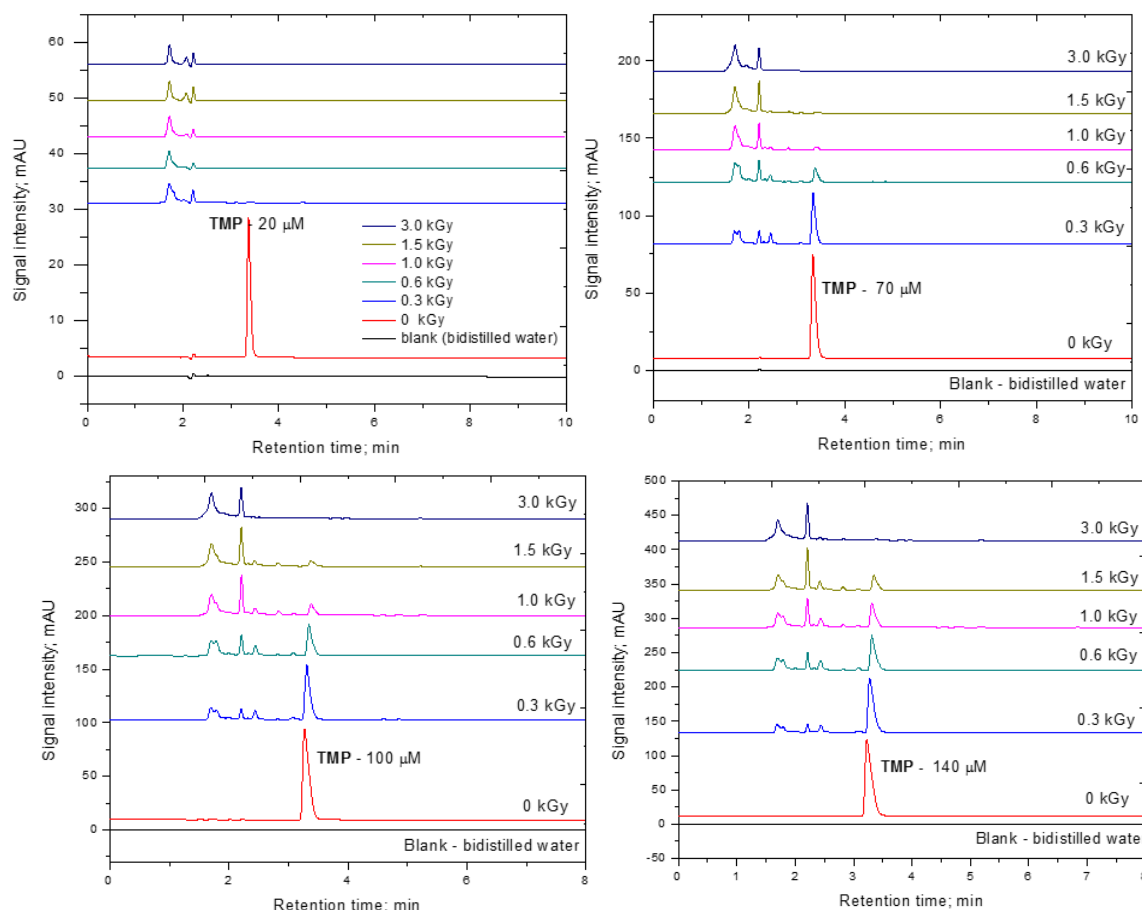 60
50
40
30
20
10
0
Signal intensity; mAU
TMP - 20 μM
3.0 kGy
1.5 kGy
1.0 kGy
0.6 kGy
0.3 kGy
0 kGy
blank (bidistilled water)
0 2 4 6 8 10
Retention time; min
200
150
100
50
0
Signal intensity; mAU
3.0 kGy
1.5 kGy
1.0 kGy
0.6 kGy
0.3 kGy
TMP - 70 μM
0 kGy
Blank - bidistilled water
0 2 4 6 8 10
Retention time; min
300
250
200
150
100
50
0
Signal intensity; mAU
3.0 kGy
1.5 kGy
1.0 kGy
0.6 kGy
0.3 kGy
TMP - 100 μM
0 kGy
Blank - bidistilled water
0 2 4 6 8
Retention time; min
500
450
400
350
300
250
200
150
100
50
0
-50
Signal intensity; mAU
3.0 kGy
1.5 kGy
1.0 kGy
0.6 kGy
0.3 kGy
TMP - 140 μM
0 kGy
Blank - bidistilled wate
0 1 2 3 4 5 6 7 8
Retention time; min